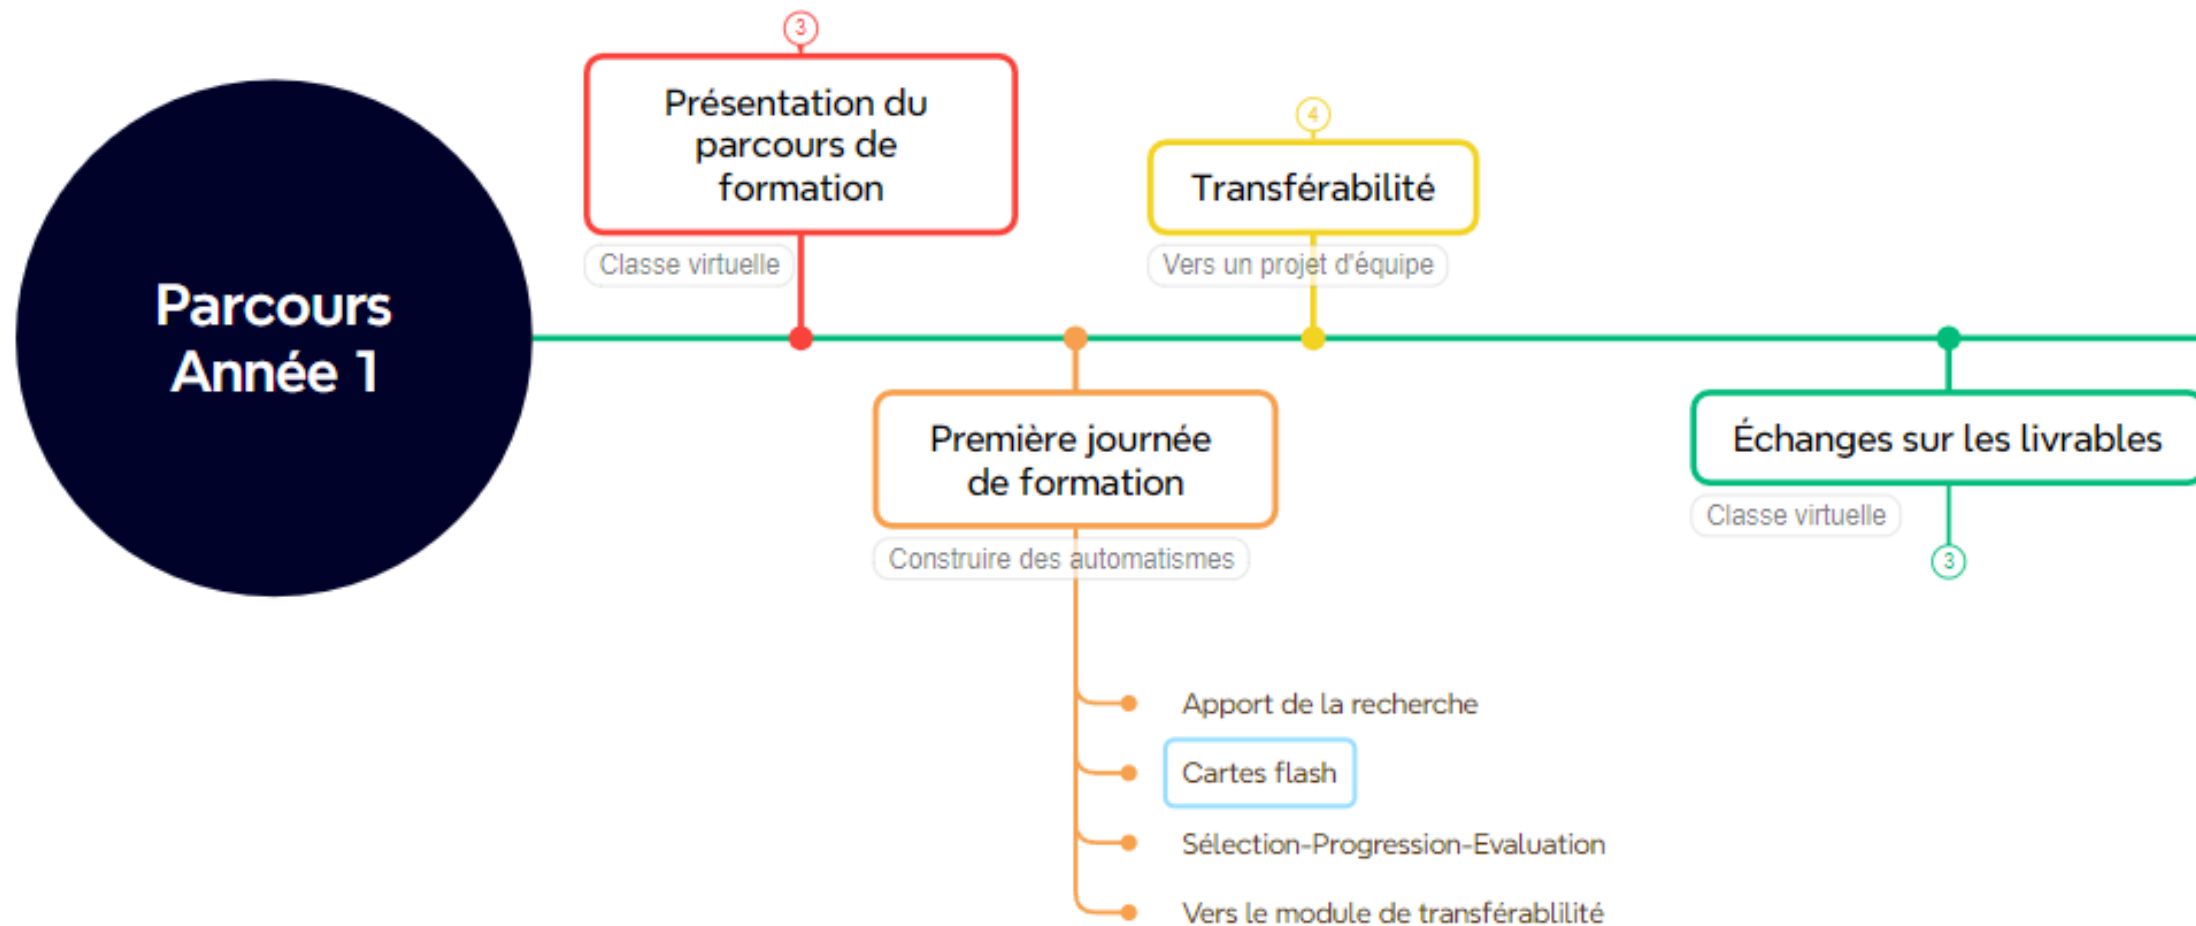 Parcours
Année 1
3
Présentation du
parcours de
formation
Classe virtuelle
Première journée
de formation
Construire des automatismes
Apport de la recherche
Cartes flash
Sélection-Progression-Evaluation
Vers le module de transférablilité
4
Transférabilité
Vers un projet d'équipe
Échanges sur les livrables
Classe virtuelle
3